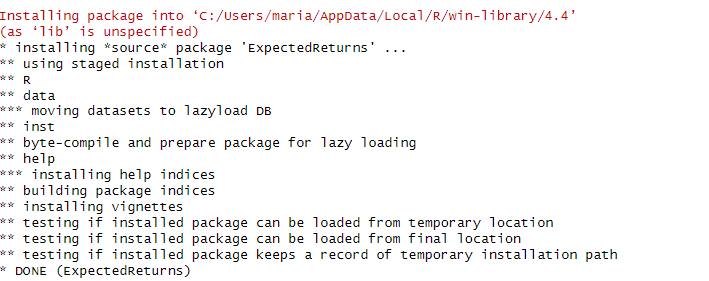 Installing package into ‘C:/Users/maria/AppData/Local/R/win-library/4.4’
(as ‘lib’ is unspecified)
* installing *source* package 'ExpectedReturns' ...
** using staged installation
** R
** data
*** moving datasets to lazyload DB
** inst
** byte-compile and prepare package for lazy loading
** help
*** installing help indices
** building package indices
** installing vignettes
** testing if installed package can be loaded from temporary location
** testing if installed package can be loaded from final location
** testing if installed package keeps a record of temporary installation path
* DONE (ExpectedReturns)